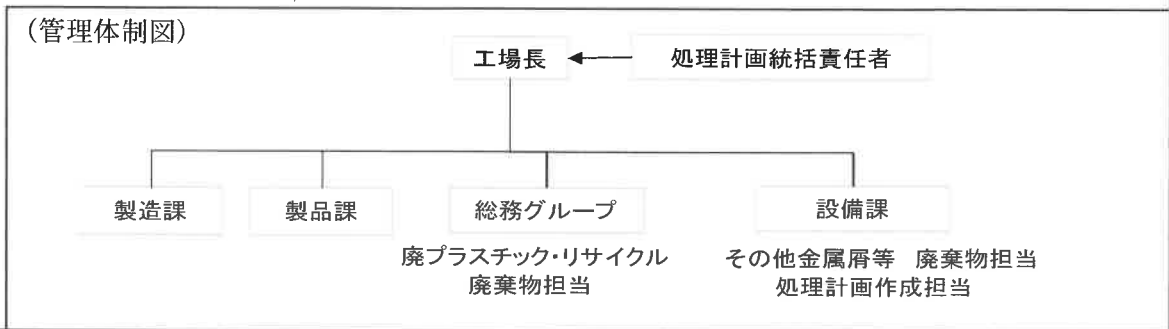 (管理体制図)
工場長 処理計画統括責任者
製造課 製品課 総務グループ 設備課
廃プラスチック・リサイクル その他金属屑等 廃棄物担当
廃棄物担当 処理計画作成担当